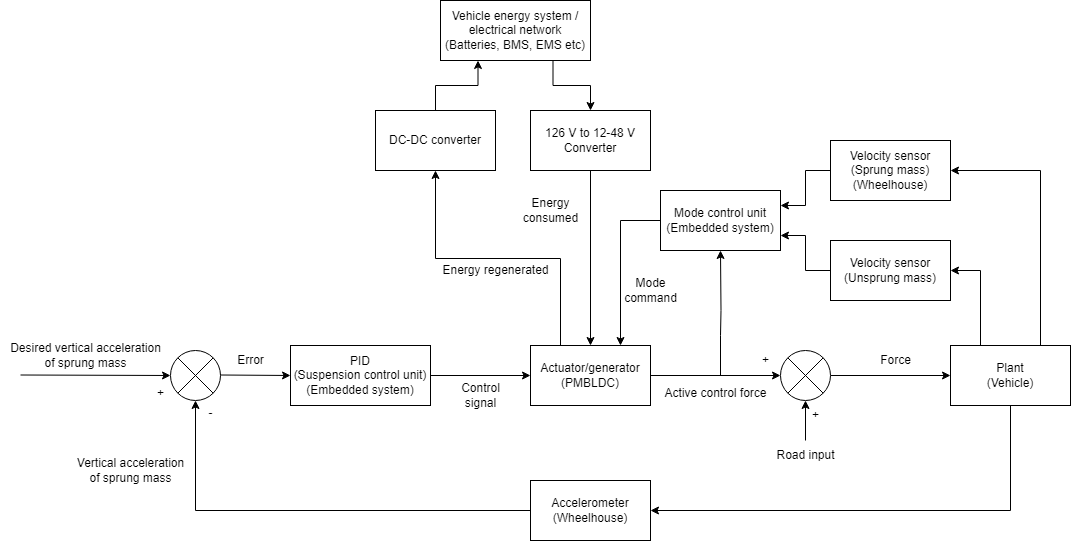 Vehicle energy system /
electrical network
(Batteries, BMS, EMS etc)
DC-DC converter
126 V to 12-48 V
Converter
Velocity sensor
(Sprung mass)
(Wheelhouse)
Energy
consumed
Mode control unit
(Embedded system)
Velocity sensor
(Unsprung mass)
Energy regenerated
Mode
command
Desired vertical acceleration
of sprung mass
+
-
Error
PID
(Suspension control unit)
(Embedded system)
Control
signal
Actuator/generator
(PMBLDC)
Active control force
+
+
Road input
Force
Plant
(Vehicle)
Vertical acceleration
of sprung mass
Accelerometer
(Wheelhouse)